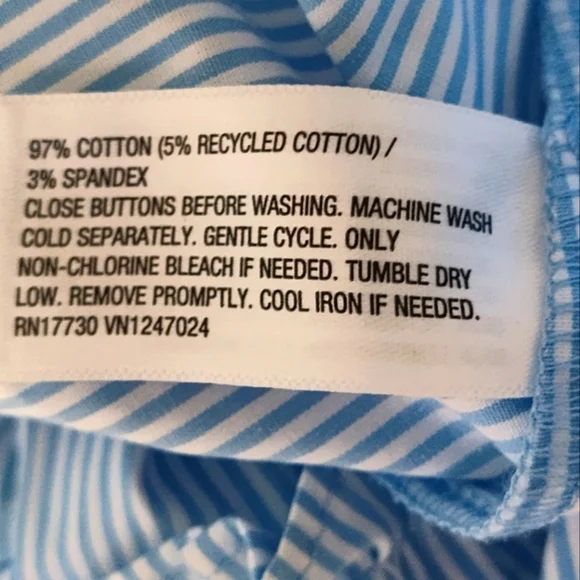 97% COTTON (5% RECYCLED COTTON) /
3% SPANDEX
CLOSE BUTTONS BEFORE WASHING. MACHINE WASH
COLD SEPARATELY. GENTLE CYCLE. ONLY
NON-CHLORINE BLEACH IF NEEDED. TUMBLE DRY
LOW. REMOVE PROMPTLY. COOL IRON IF NEEDED.
RN17730 VN1247024